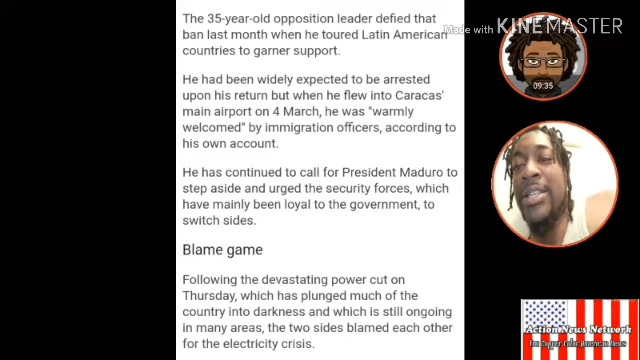 The 35-year-old opposition leader defied that
ban last month when he toured Latin American
countries to garner support.
He had been widely expected to be arrested
upon his return but when he flew into Caracas'
main airport on 4 March, he was "warmly
welcomed" by immigration officers, according to
his own account.
He has continued to call for President Maduro to
step aside and urged the security forces, which
have mainly been loyal to the government, to
switch sides.
Blame game
Following the devastating power cut on
Thursday, which has plunged much of the
country into darkness and which is still ongoing
in many areas, the two sides blamed each other
for the electricity crisis.
Made with KINEMASTER
09:35
Action News Network
For Copper Color American News